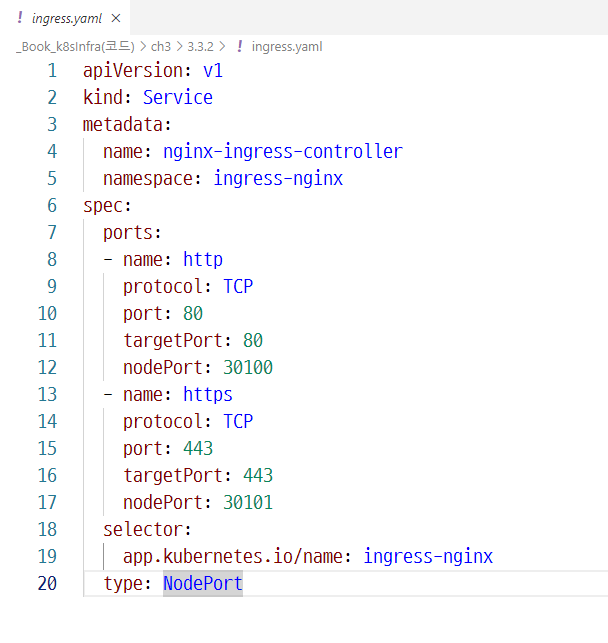 ! ingress.yaml ×
_Book_k8sInfra(코드) > ch3 > 3.3.2 > ! ingress.yaml
1 apiVersion: v1
2 kind: Service
3 metadata:
4   name: nginx-ingress-controller
5   namespace: ingress-nginx
6 spec:
7   ports:
8   - name: http
9     protocol: TCP
10     port: 80
11     targetPort: 80
12     nodePort: 30100
13   - name: https
14     protocol: TCP
15     port: 443
16     targetPort: 443
17     nodePort: 30101
18   selector:
19     app.kubernetes.io/name: ingress-nginx
20   type: NodePort